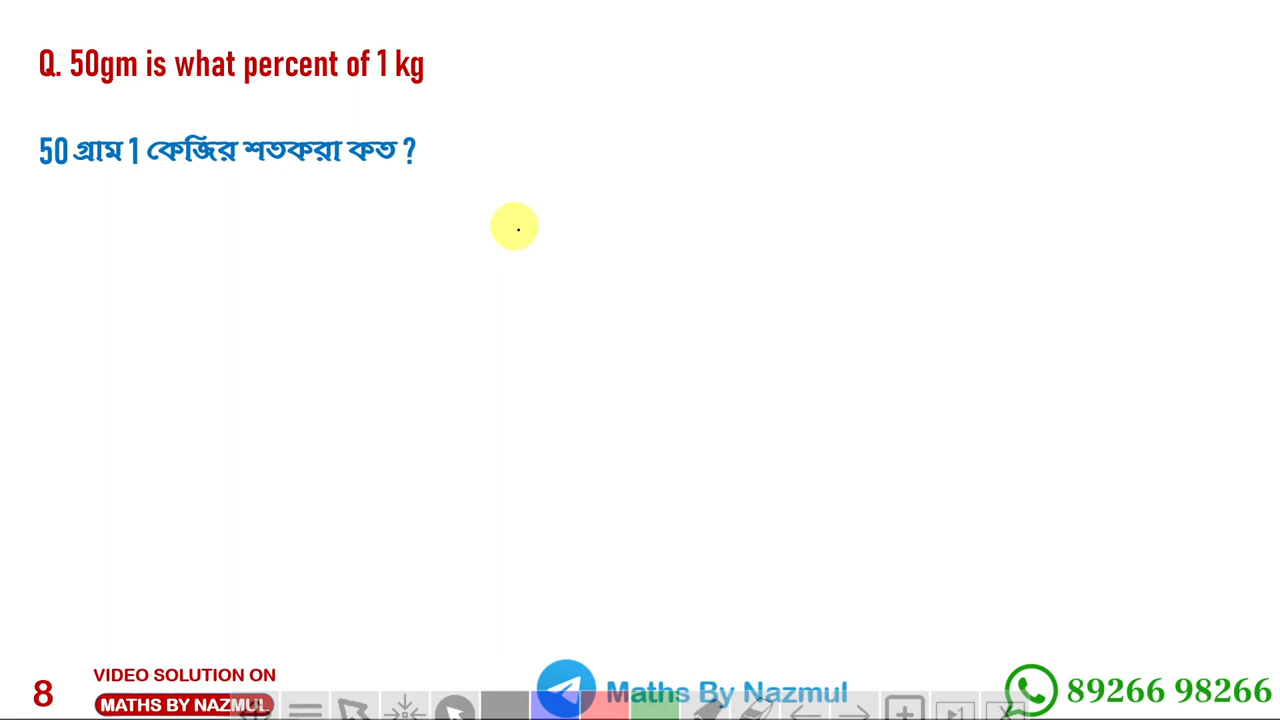 Q. 50gm is what percent of 1 kg
50 গ্রাম 1 কেজির শতকরা কত ?
8
VIDEO SOLUTION ON
MATHS BY NAZMUL
Maths By Nazmul
89266 98266